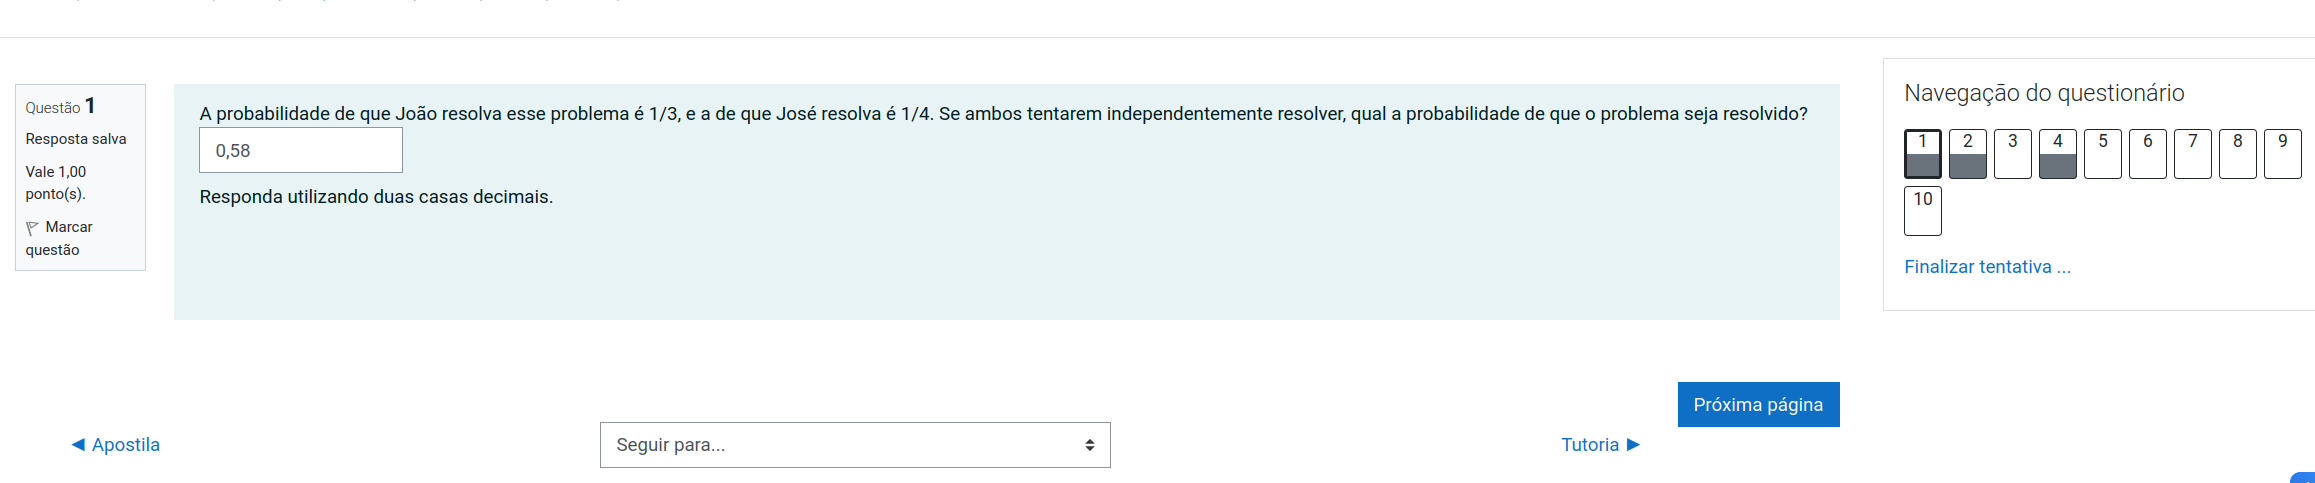 Questão 1
Resposta salva
Vale 1,00
ponto(s).
Marcar
questão
A probabilidade de que João resolva esse problema é 1/3, e a de que José resolva é 1/4. Se ambos tentarem independentemente resolver, qual a probabilidade de que o problema seja resolvido?
0,58
Responda utilizando duas casas decimais.
Navegação do questionário
1 2 3 4 5 6 7 8 9
10
Finalizar tentativa ...
Próxima página
◄ Apostila
Seguir para...
Tutoria ►